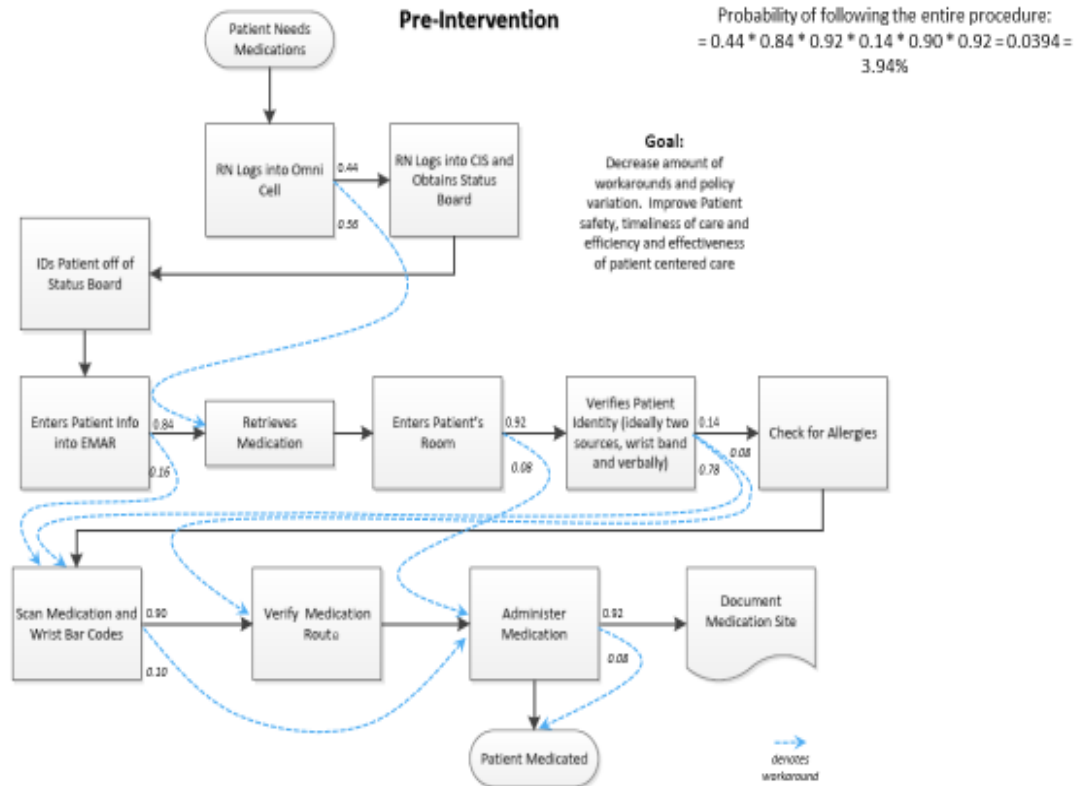 Pre-Intervention
Probability of following the entire procedure:
= 0.44 * 0.84 * 0.92 * 0.14 * 0.90 * 0.92 = 0.0394 =
3.94%
Patient Needs
Medications
Goal:
Decrease amount of
workarounds and policy
variation. Improve Patient
safety, timeliness of care and
efficiency and effectiveness
of patient centered care
RN Logs into Omni
Cell
0.44
0.56
RN Logs into CIS and
Obtains Status
Board
IDs Patient off of
Status Board
Enters Patient Info
into EMAR
0.84
0.16
Retrieves
Medication
Enters Patient's
Room
0.92
0.08
Verifies Patient
Identity (ideally two
sources, wrist band
and verbally)
0.14
0.08
0.78
Check for Allergies
Scan Medication and
Wrist Bar Codes
0.90
0.10
Verify Medication
Route
Administer
Medication
0.92
0.08
Document
Medication Site
Patient Medicated
denotes
workaround